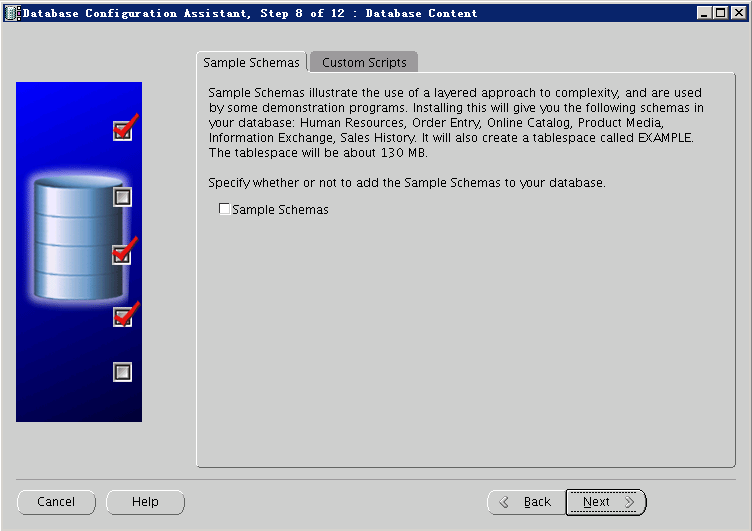 Database Configuration Assistant, Step 8 of 12 : Database Content
Sample Schemas
Custom Scripts
Sample Schemas illustrate the use of a layered approach to complexity, and are used
by some demonstration programs. Installing this will give you the following schemas in
your database: Human Resources, Order Entry, Online Catalog, Product Media,
Information Exchange, Sales History. It will also create a tablespace called EXAMPLE.
The tablespace will be about 130 MB.
Specify whether or not to add the Sample Schemas to your database.
Sample Schemas
Cancel
Help
Back
Next